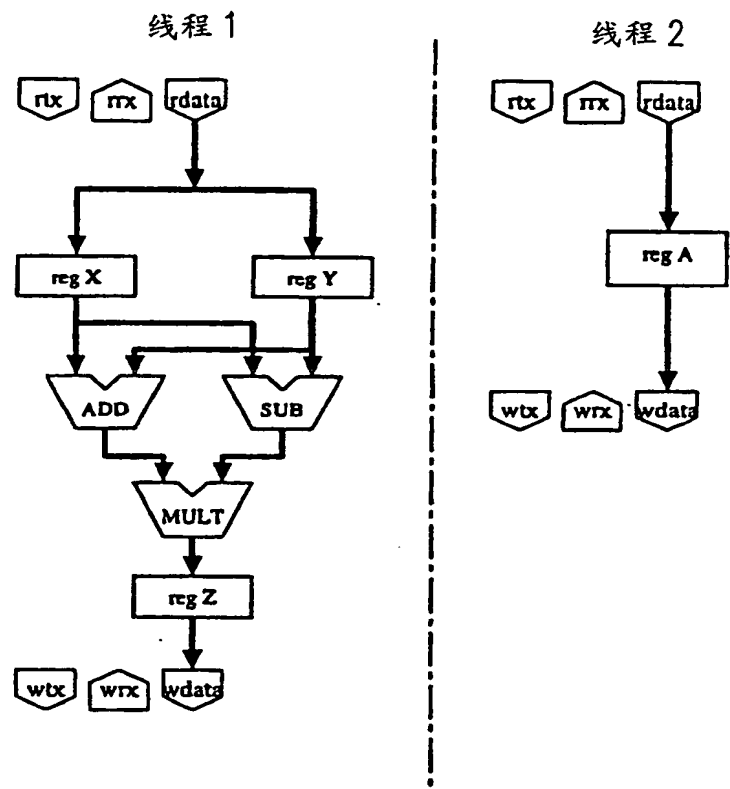 线程 1
线程 2
rtx rrx rdata
rtx rrx rdata
reg X reg Y
reg A
ADD SUB
wtx wrx wdata
MULT
reg Z
wtx wrx wdata